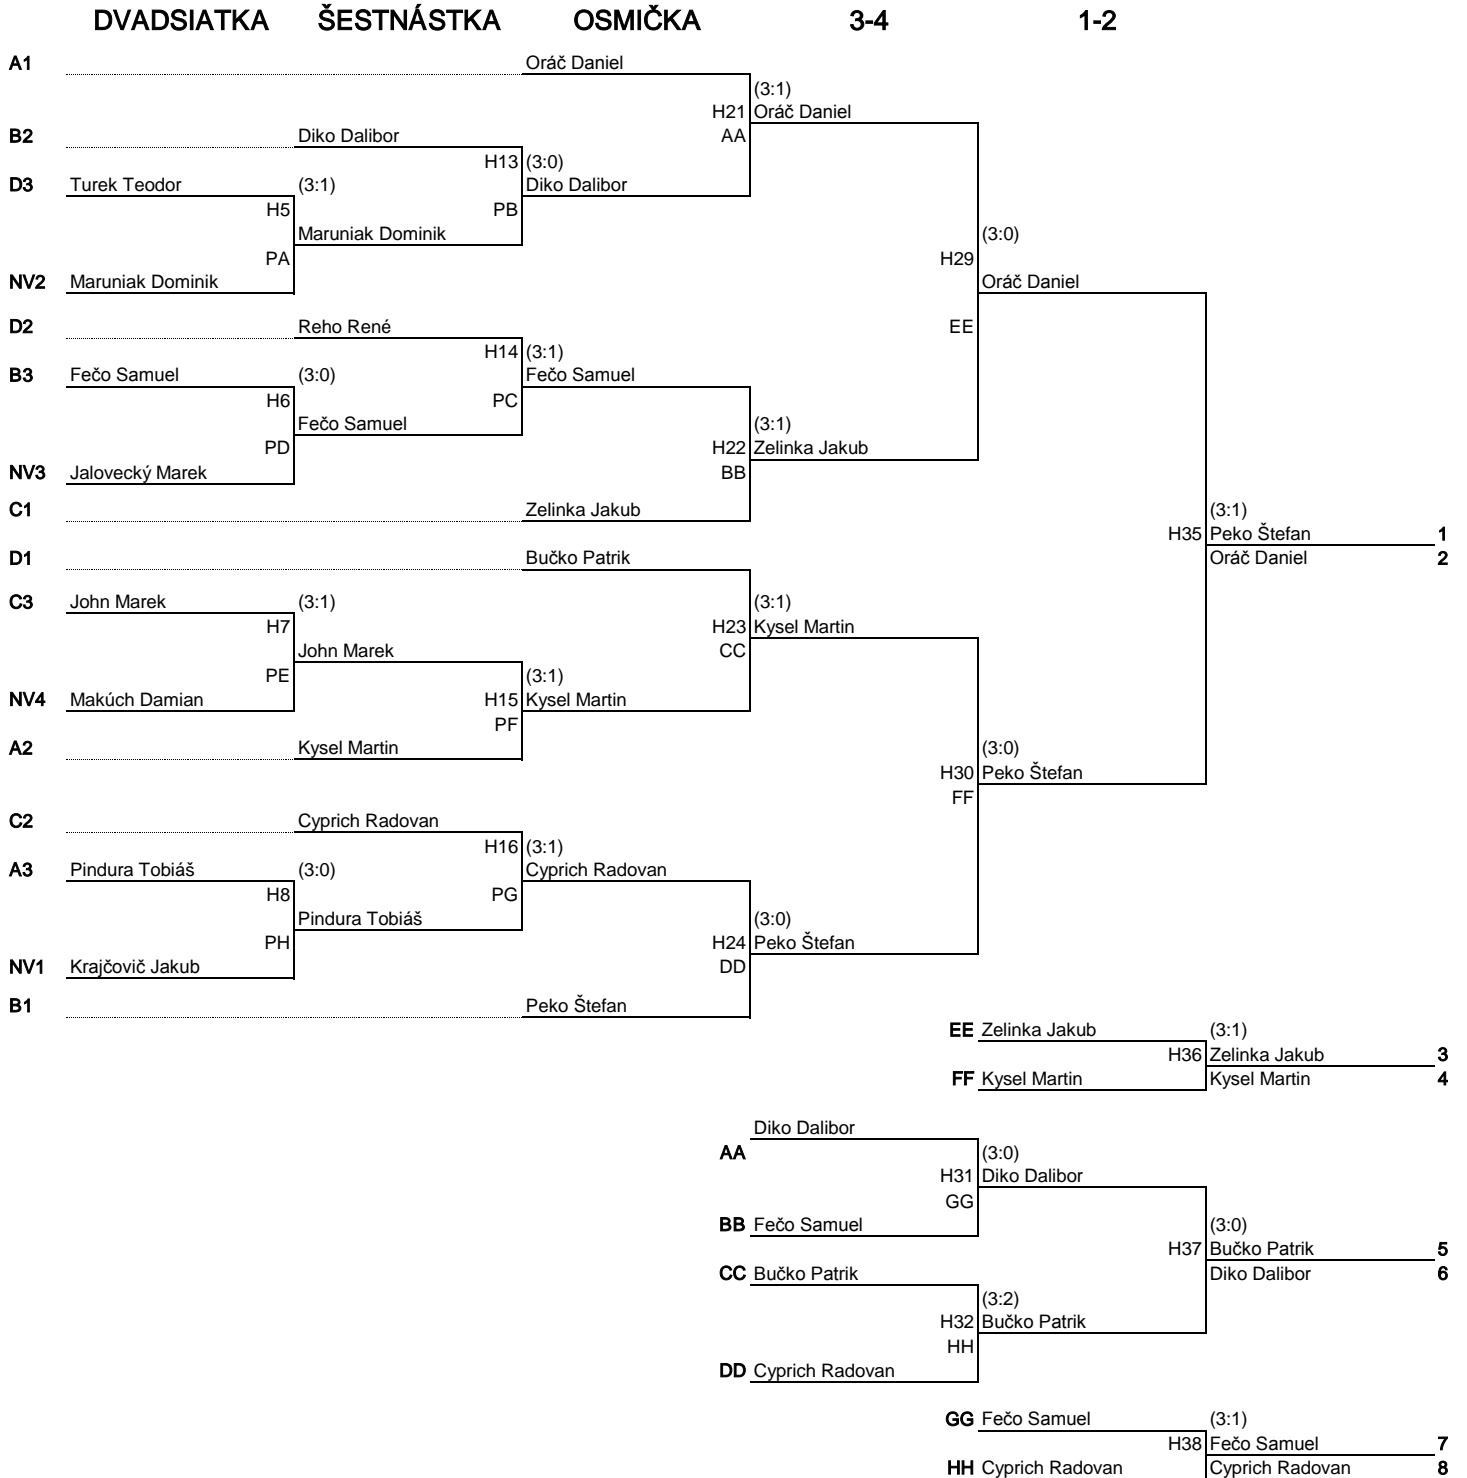 DVADSIATKA ŠESTNÁSTKA OSMIČKA 3-4 1-2
A1 Oráč Daniel
(3:1)
H21 Oráč Daniel
B2 Diko Dalibor AA
H13 (3:0)
D3 Turek Teodor (3:1) Diko Dalibor
H5 PB
Maruniak Dominik (3:0)
PA H29
NV2 Maruniak Dominik Oráč Daniel
D2 Reho René EE
H14 (3:1)
B3 Fečo Samuel (3:0) Fečo Samuel
H6 PC
Fečo Samuel (3:1)
PD H22 Zelinka Jakub
NV3 Jalovecký Marek BB
C1 Zelinka Jakub (3:1)
H35 Peko Štefan 1
D1 Bučko Patrik Oráč Daniel 2
C3 John Marek (3:1) (3:1)
H7 H23 Kysel Martin
John Marek CC
PE (3:1)
NV4 Makúch Damian H15 Kysel Martin
PF
A2 Kysel Martin (3:0)
H30 Peko Štefan
FF
C2 Cyprich Radovan
H16 (3:1)
A3 Pindura Tobiáš (3:0) Cyprich Radovan
H8 PG
Pindura Tobiáš (3:0)
PH H24 Peko Štefan
NV1 Krajčovič Jakub DD
B1 Peko Štefan
EE Zelinka Jakub (3:1)
H36 Zelinka Jakub 3
FF Kysel Martin Kysel Martin 4
Diko Dalibor
AA (3:0)
H31 Diko Dalibor
GG
BB Fečo Samuel (3:0)
H37 Bučko Patrik 5
CC Bučko Patrik Diko Dalibor 6
(3:2)
H32 Bučko Patrik
HH
DD Cyprich Radovan
GG Fečo Samuel (3:1)
H38 Fečo Samuel 7
HH Cyprich Radovan Cyprich Radovan 8